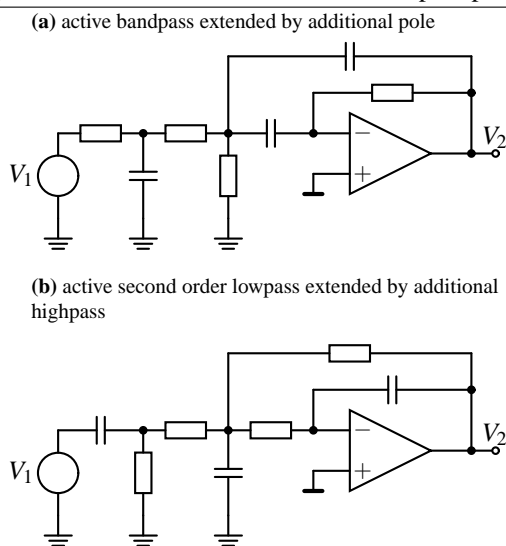 (a) active bandpass extended by additional pole
V1
−
+
V2
(b) active second order lowpass extended by additional
highpass
V1
−
+
V2